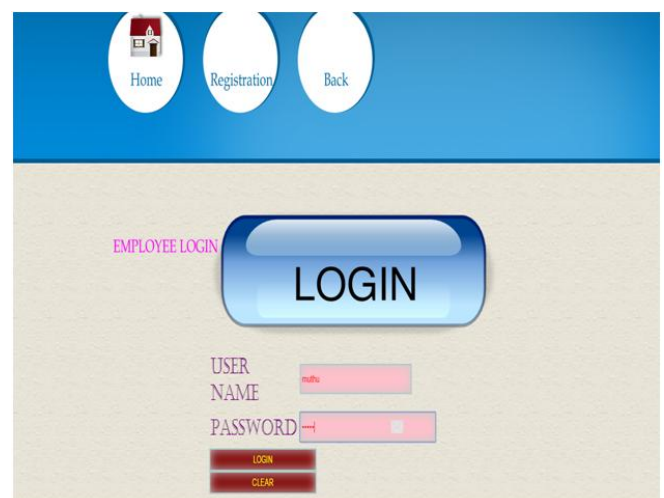 Home Registration Back
EMPLOYEE LOGIN
LOGIN
USER
NAME
muthu
PASSWORD
LOGIN
CLEAR